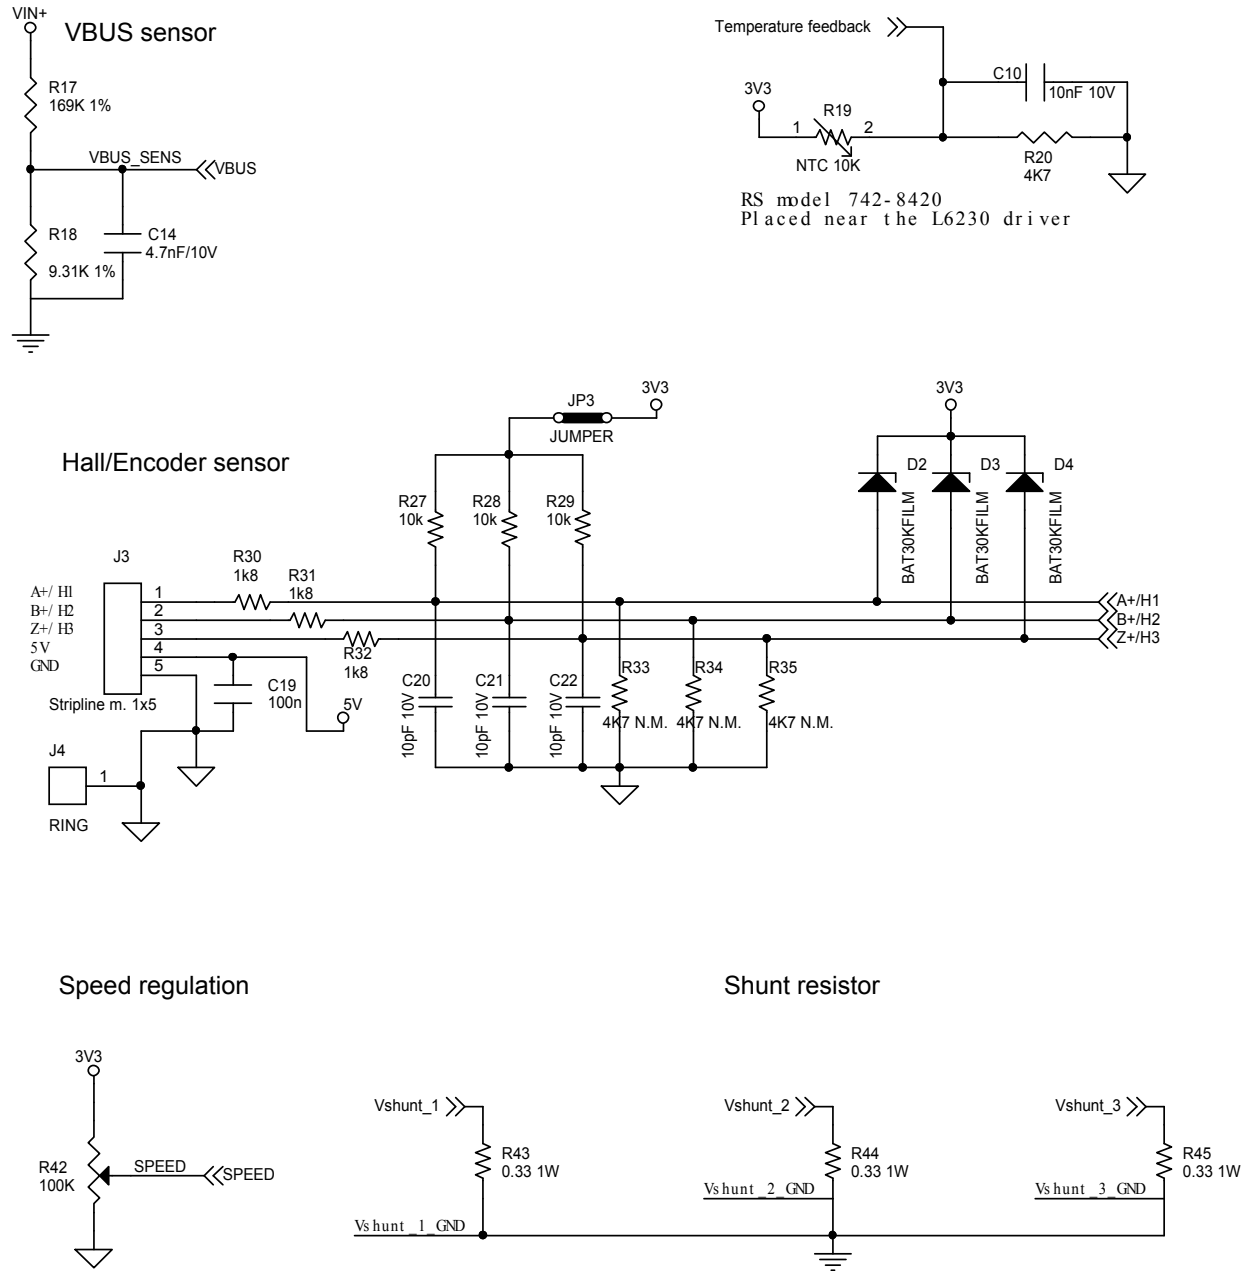 VIN+
VBUS sensor
R17
169K 1%
VBUS_SENS
VBUS
R18
9.31K 1%
C14
4.7nF/10V
Temperature feedback
C10
10nF 10V
3V3
R19
1
2
NTC 10K
R20
4K7
RS model 742-8420
Placed near the L6230 driver
Hall/Encoder sensor
JP3
JUMPER
3V3
3V3
R27
10k
R28
10k
R29
10k
D2
D3
D4
BAT30KFILM
BAT30KFILM
BAT30KFILM
J3
R30
1k8
R31
1k8
R32
1k8
A+/H1
B+/H2
Z+/H3
5V
GND
1
2
3
4
5
Stripline m. 1x5
A+/H1
B+/H2
Z+/H3
C19
100n
5V
C20
10pF 10V
C21
10pF 10V
C22
10pF 10V
R33
4K7 N.M.
R34
4K7 N.M.
R35
4K7 N.M.
J4
1
RING
Speed regulation
3V3
R42
100K
SPEED
SPEED
Shunt resistor
Vshunt_1
R43
0.33 1W
Vshunt_1_GND
Vshunt_2
R44
0.33 1W
Vshunt_2_GND
Vshunt_3
R45
0.33 1W
Vshunt_3_GND